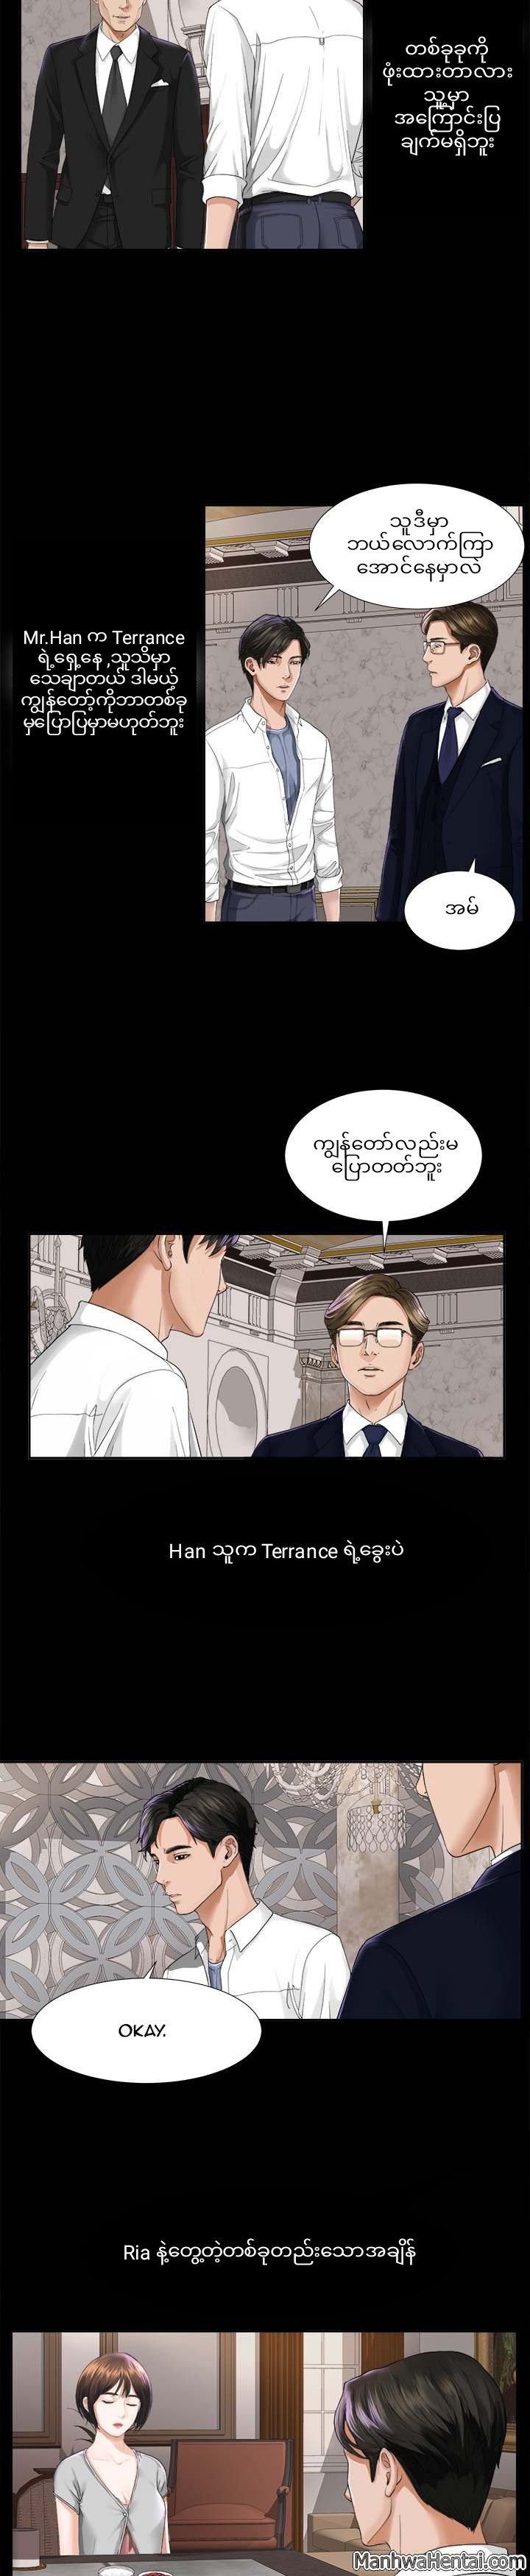 တစ်ခုခုကို
ဖုံးထားတာလား
သူ့မှာ
အကြောင်းပြ
ချက်မရှိဘူး
သူဒီမှာ
ဘယ်လောက်ကြာ
အောင်နေမှာလဲ
Mr.Han က Terrance
ရဲ့ရှေ့နေ ,သူသိမှာ
သေချာတယ် ဒါမယ့်
ကျွန်တော့်ကိုဘာတစ်ခု
မှပြောပြမှာမဟုတ်ဘူး
အမ်
ကျွန်တော်လည်းမ
ပြောတတ်ဘူး
Han သူက Terrance ရဲ့ခွေးပဲ
OKAY.
Ria နဲ့တွေ့တဲ့တစ်ခုတည်းသောအချိန်
ManhwaHentai.com